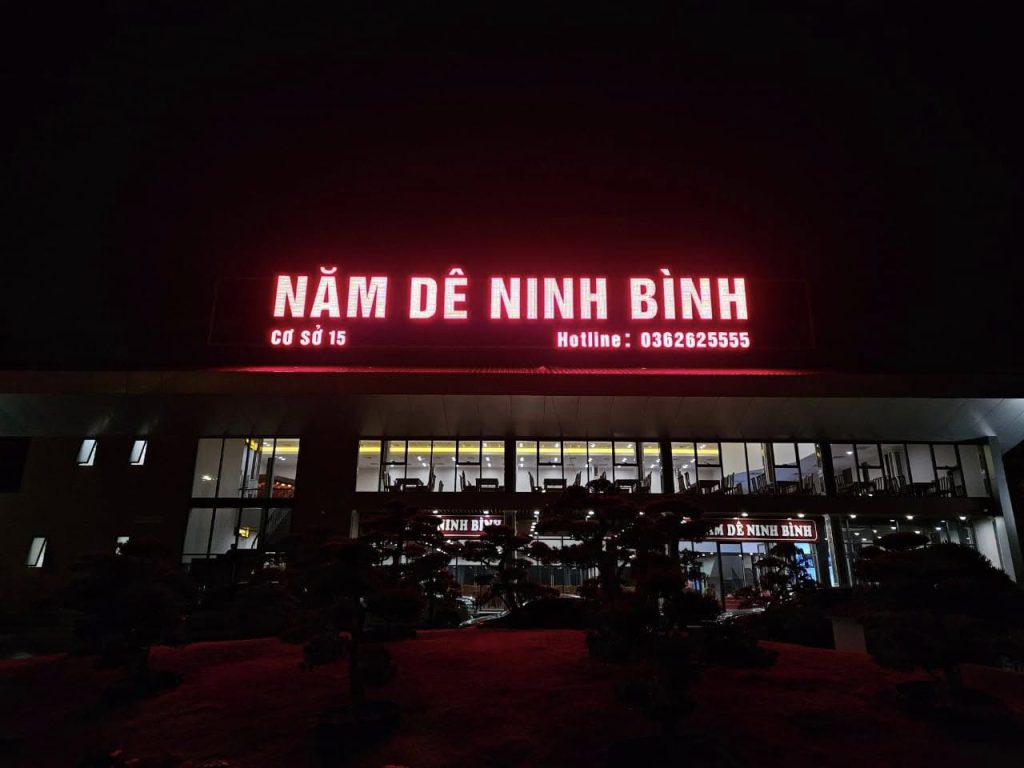 NĂM DÊ NINH BÌNH
CƠ SỞ 15
Hotline: 0362625555
NINH BÌNH
NĂM DÊ NINH BÌNH